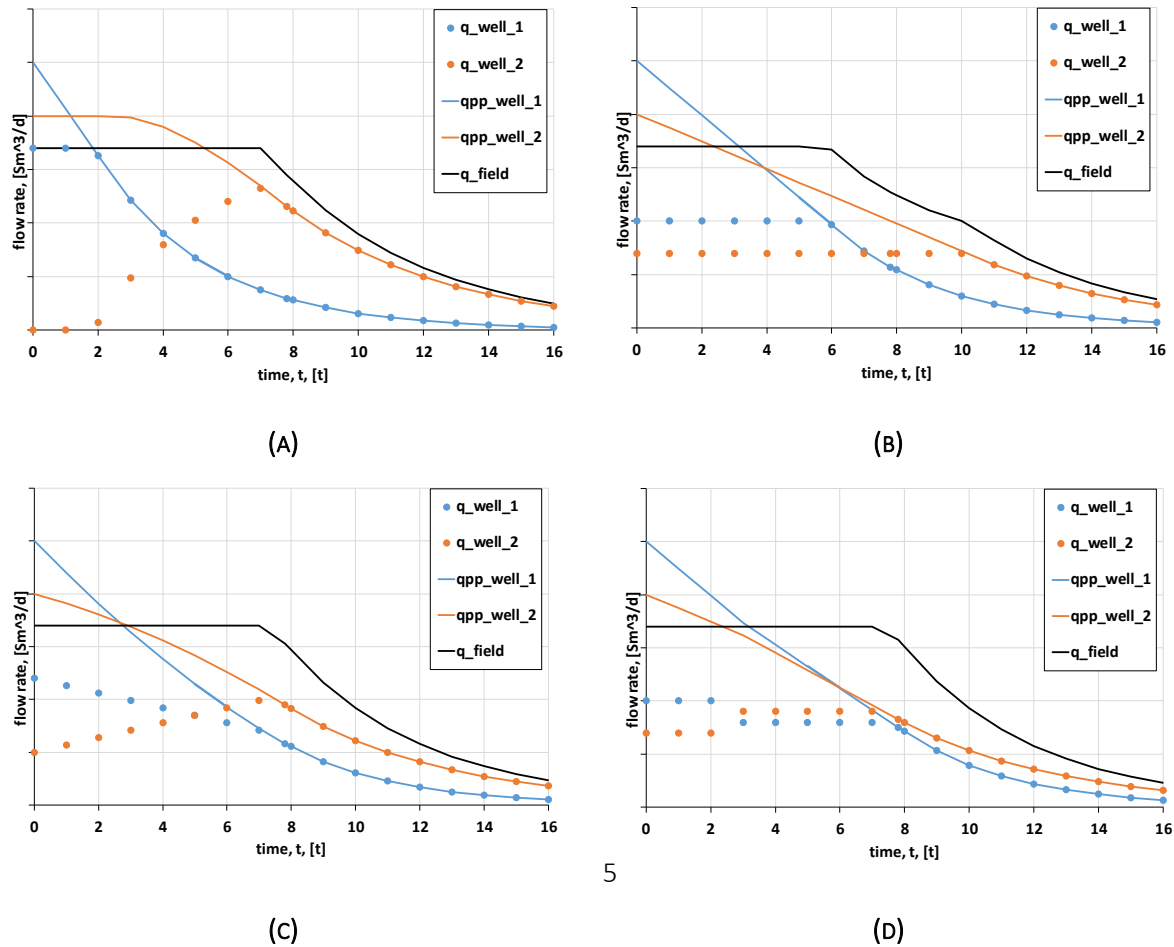 q_well_1
q_well_2
qpp_well_1
qpp_well_2
q_field
flow rate, [Sm^3/d]
0 2 4 6 8 10 12 14 16
time, t, [t]
(A)
q_well_1
q_well_2
qpp_well_1
qpp_well_2
q_field
flow rate, [Sm^3/d]
0 2 4 6 8 10 12 14 16
time, t, [t]
(B)
q_well_1
q_well_2
qpp_well_1
qpp_well_2
q_field
flow rate, [Sm^3/d]
0 2 4 6 8 10 12 14 16
time, t, [t]
(C)
q_well_1
q_well_2
qpp_well_1
qpp_well_2
q_field
flow rate, [Sm^3/d]
0 2 4 6 8 10 12 14 16
time, t, [t]
5
(D)